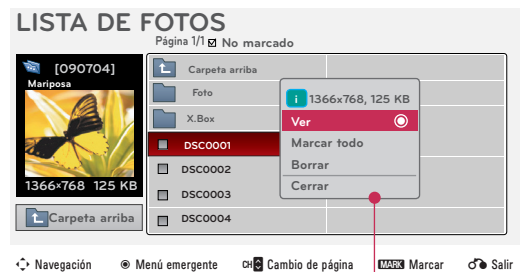 LISTA DE FOTOS
Página 1/1 No marcado
[090704]
Mariposa
1366x768 125 KB
Carpeta arriba
Carpeta arriba
Foto
X.Box
DSC0001
DSC0002
DSC0003
DSC0004
i 1366x768, 125 KB
Ver
Marcar todo
Borrar
Cerrar
Navegación
Menú emergente
CH Cambio de página
MARK Marcar
Salir